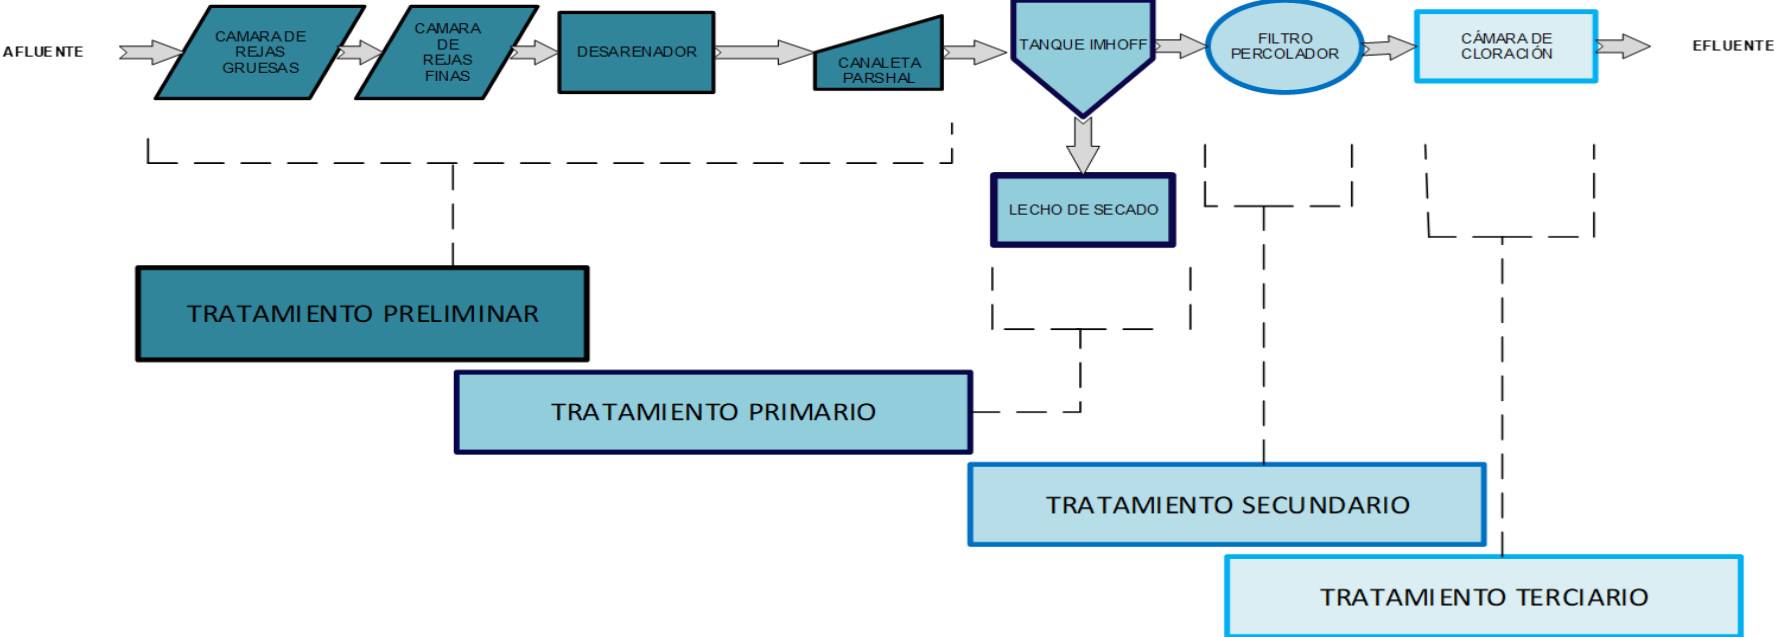 AFLUENTE
CAMARA DE
REJAS
GRUESAS
CAMARA
DE
REJAS
FINAS
DESARENADOR
CANALETA
PARSHAL
TANQUE IMHOFF
FILTRO
PERCOLADOR
CÁMARA DE
CLORACIÓN
EFLUENTE
LECHO DE SECADO
TRATAMIENTO PRELIMINAR
TRATAMIENTO PRIMARIO
TRATAMIENTO SECUNDARIO
TRATAMIENTO TERCIARIO